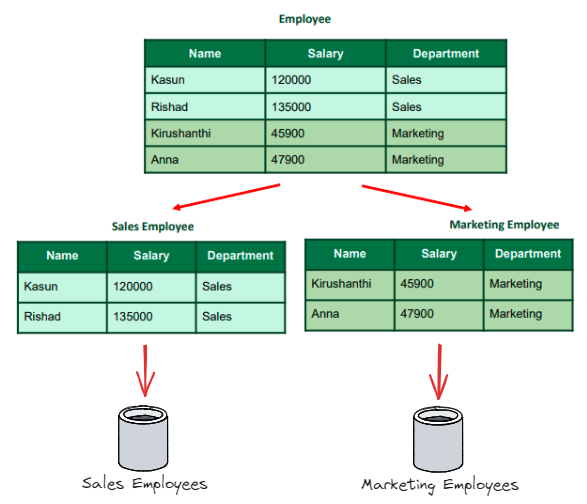 Employee
Name Salary Department
Kasun 120000 Sales
Rishad 135000 Sales
Kirushanthi 45900 Marketing
Anna 47900 Marketing
Sales Employee
Name Salary Department
Kasun 120000 Sales
Rishad 135000 Sales
Marketing Employee
Name Salary Department
Kirushanthi 45900 Marketing
Anna 47900 Marketing
Sales Employees
Marketing Employees